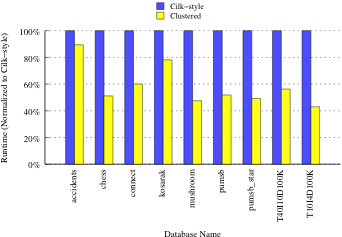 Cilk−style
Clustered
Runtime (Normalized to Cilk−style)
100%
80%
60%
40%
20%
0%
accidents
chess
connect
kosarak
mushroom
pumsb
pumsb_star
T40I10D100K
T10I4D100K
Database Name